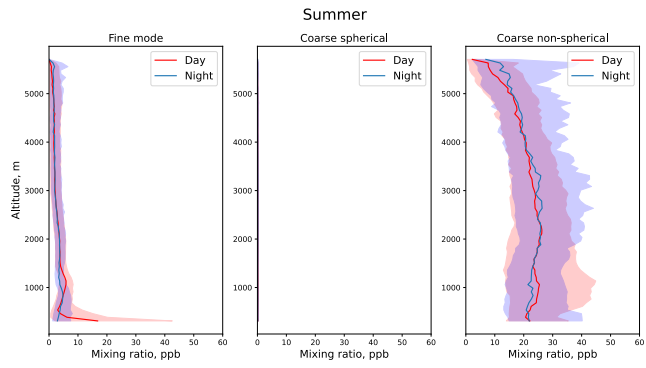 Summer
Fine mode
Coarse spherical
Coarse non-spherical
Day
Night
Day
Night
Day
Night
5000
4000
3000
2000
1000
5000
4000
3000
2000
1000
5000
4000
3000
2000
1000
Altitude, m
0 10 20 30 40 50 60
0 10 20 30 40 50 60
0 10 20 30 40 50 60
Mixing ratio, ppb
Mixing ratio, ppb
Mixing ratio, ppb